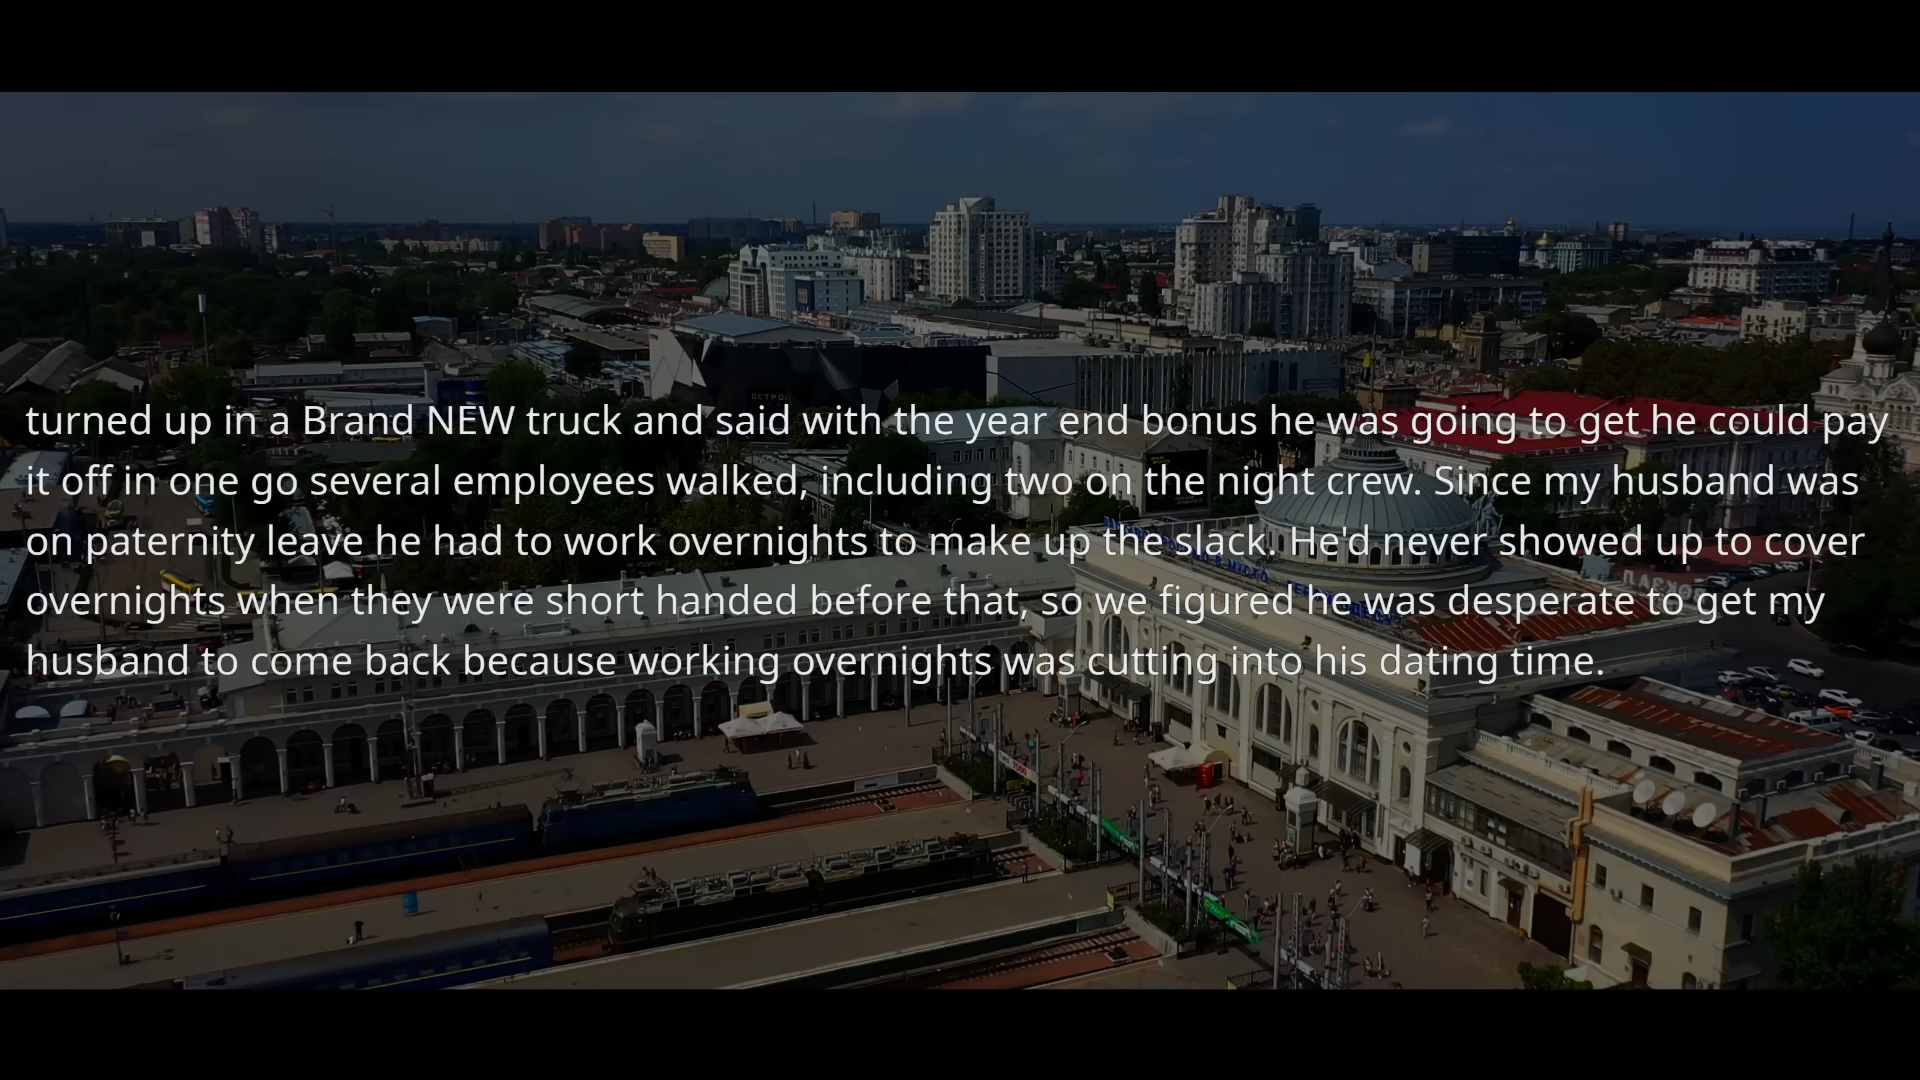 turned up in a Brand NEW truck and said with the year end bonus he was going to get he could pay
it off in one go several employees walked, including two on the night crew. Since my husband was
on paternity leave he had to work overnights to make up the slack. He'd never showed up to cover
overnights when they were short handed before that, so we figured he was desperate to get my
husband to come back because working overnights was cutting into his dating time.